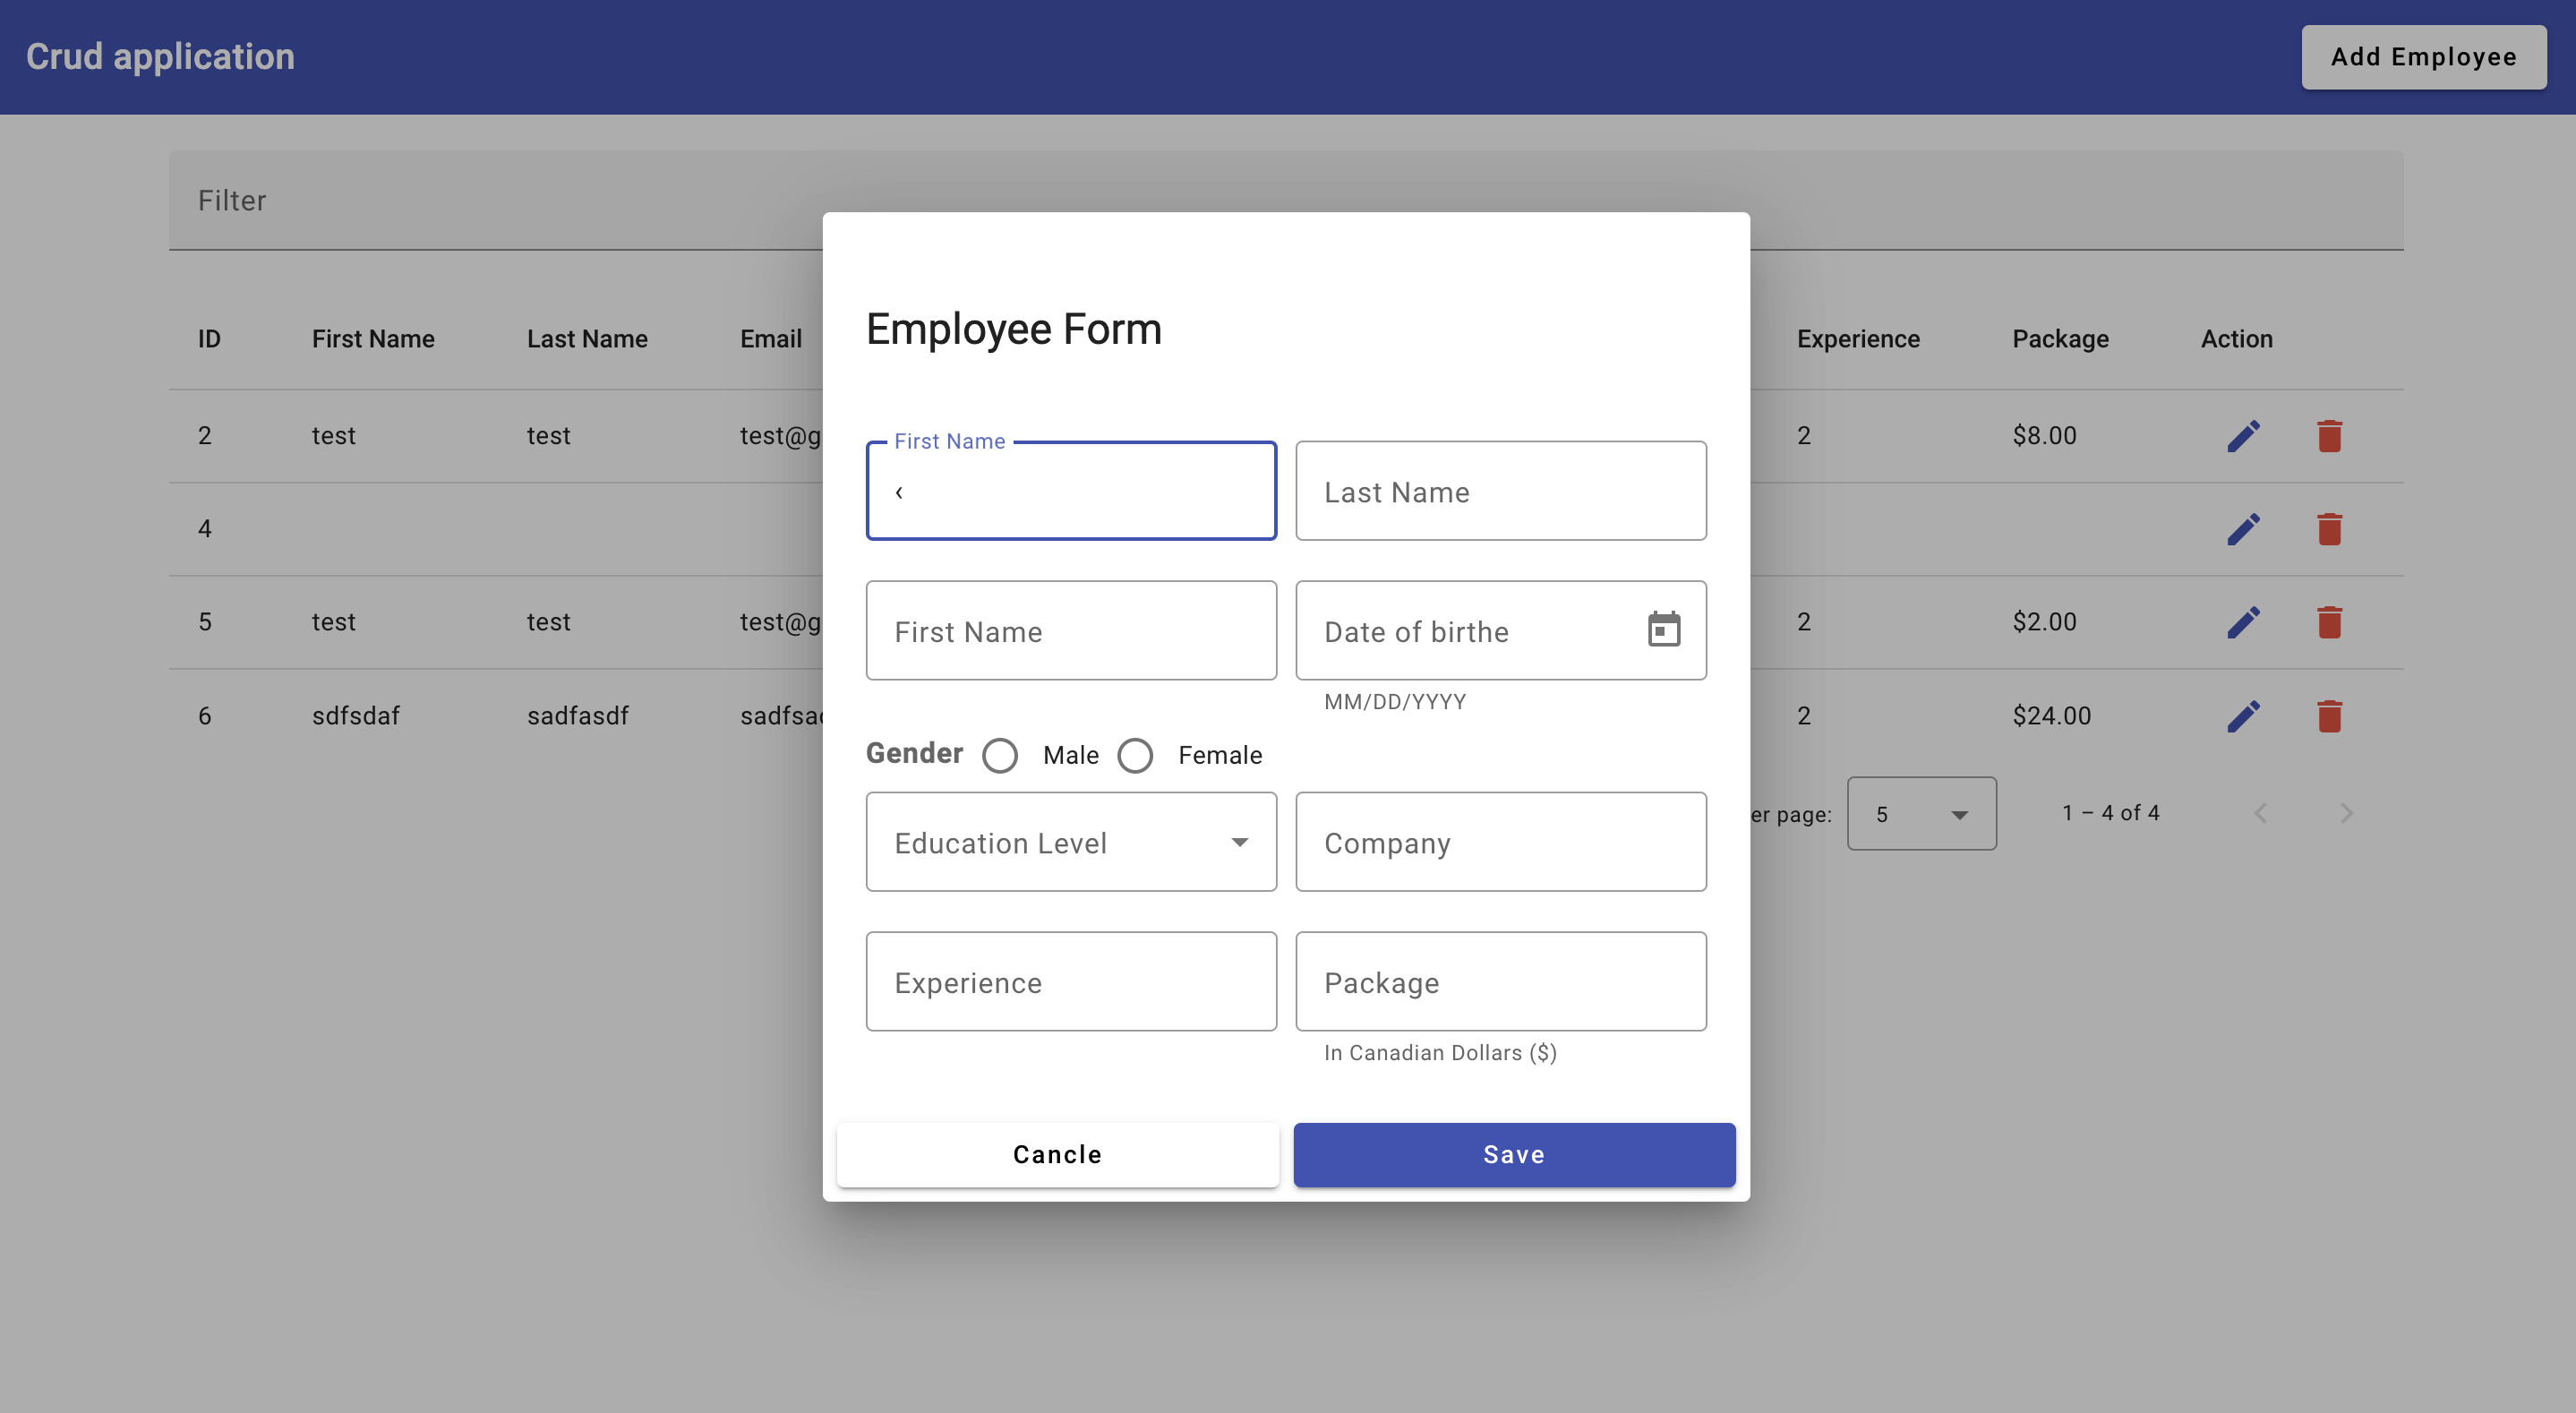 Crud application
Add Employee
Filter
ID First Name Last Name Email Experience Package Action
2 test test test@g 2 $8.00
4
5 test test test@g 2 $2.00
6 sdfsdaf sadfasdf sadfsa 2 $24.00
er page: 5 1 – 4 of 4
Employee Form
First Name
‹
Last Name
First Name
Date of birthe
MM/DD/YYYY
Gender Male Female
Education Level
Company
Experience
Package
In Canadian Dollars ($)
Cancle
Save